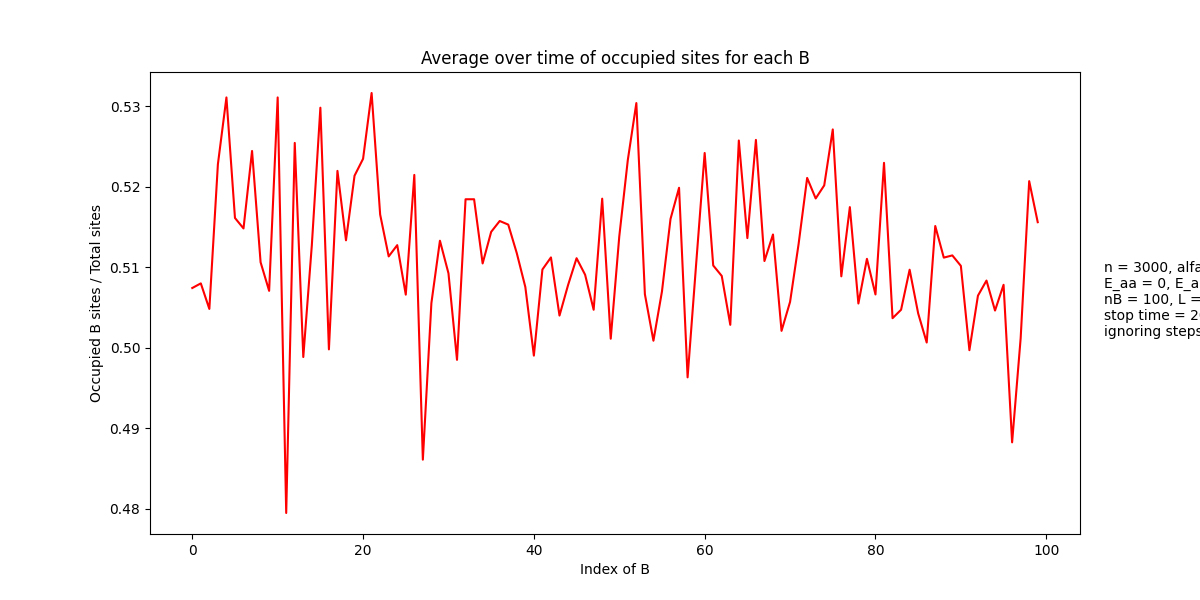 Average over time of occupied sites for each B
Occupied B sites / Total sites
0.53
0.52
0.51
0.50
0.49
0.48
0
20
40
60
80
100
Index of B
n = 3000, alfa
E_aa = 0, E_a
nB = 100, L =
stop time = 20
ignoring steps